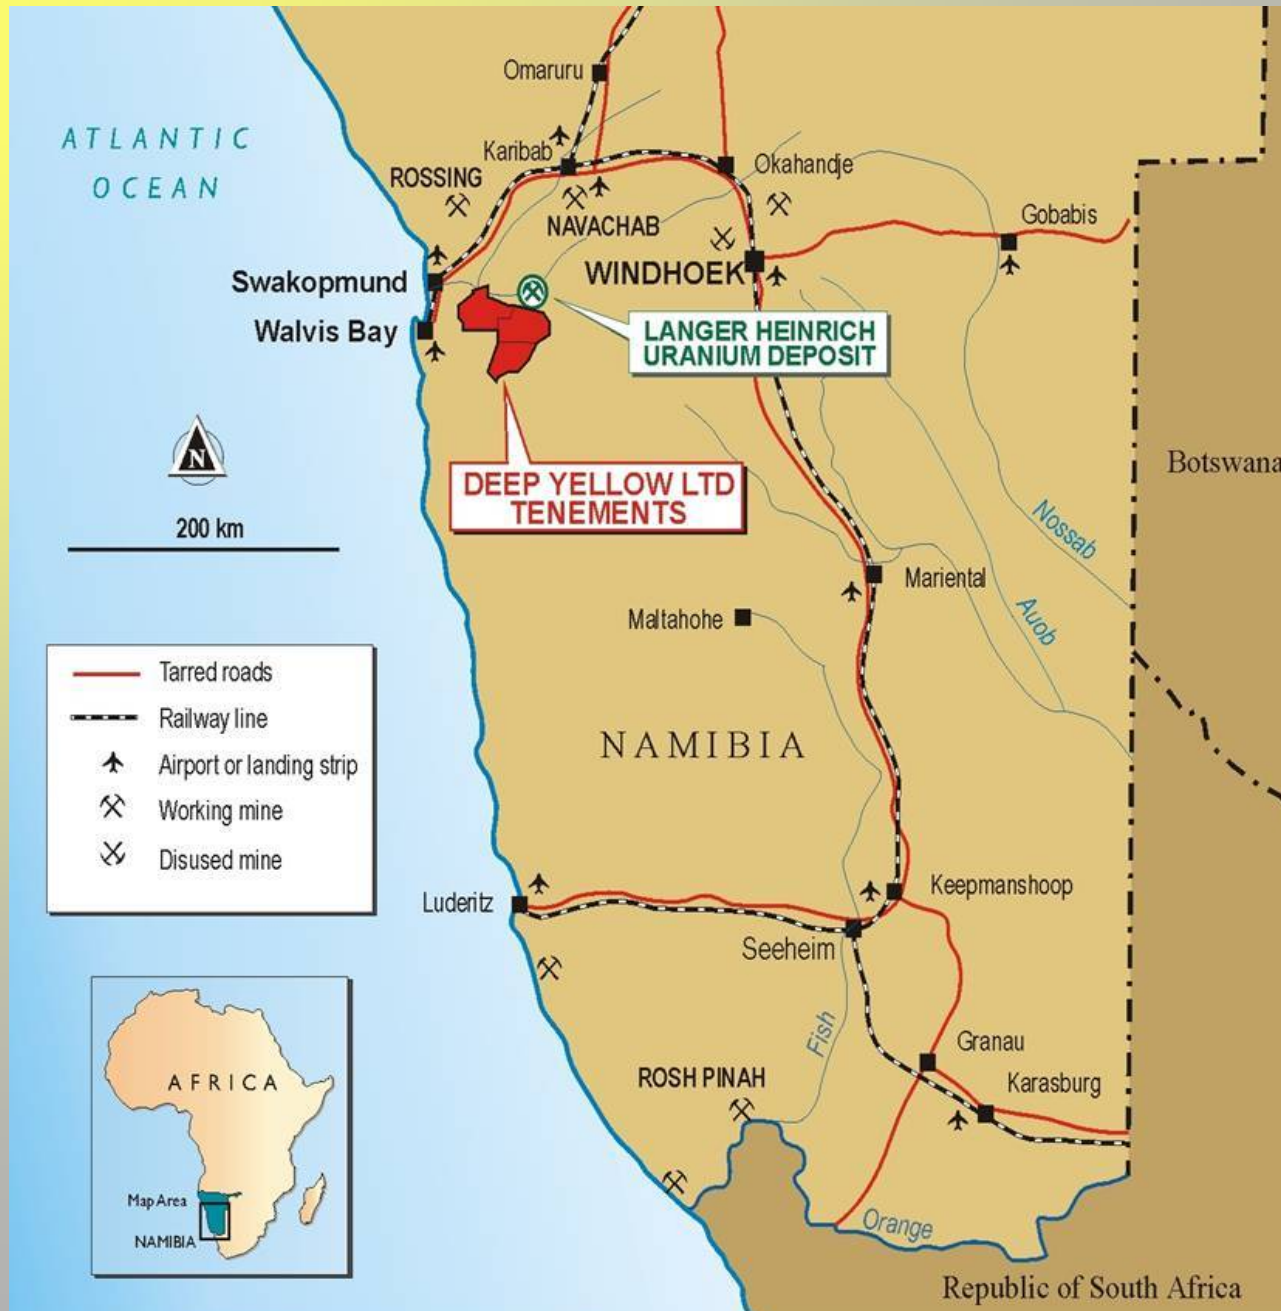 Omaruru
ATLANTIC
OCEAN
Karibab
Okahandje
ROSSING
NAVACHAB
Gobabis
Swakopmund
WINDHOEK
Walvis Bay
LANGER HEINRICH
URANIUM DEPOSIT
N
DEEP YELLOW LTD
TENEMENTS
Botswana
200 km
Nossab
Auob
Mariental
Maltahohe
Tarred roads
Railway line
Airport or landing strip
Working mine
Disused mine
NAMIBIA
Luderitz
Keepmanshoop
Seeheim
Fish
Granau
Karasburg
ROSH PINAH
AFRICA
Map Area
NAMIBIA
Orange
Republic of South Africa